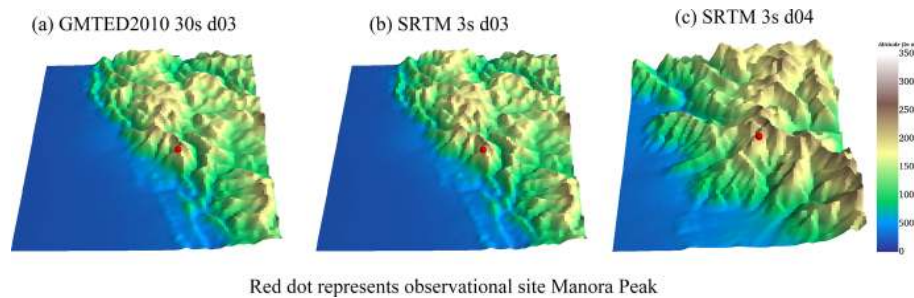 (a) GMTED2010 30s d03
(b) SRTM 3s d03
(c) SRTM 3s d04
Altitude
350
300
250
200
150
100
500
0
Red dot represents observational site Manora Peak